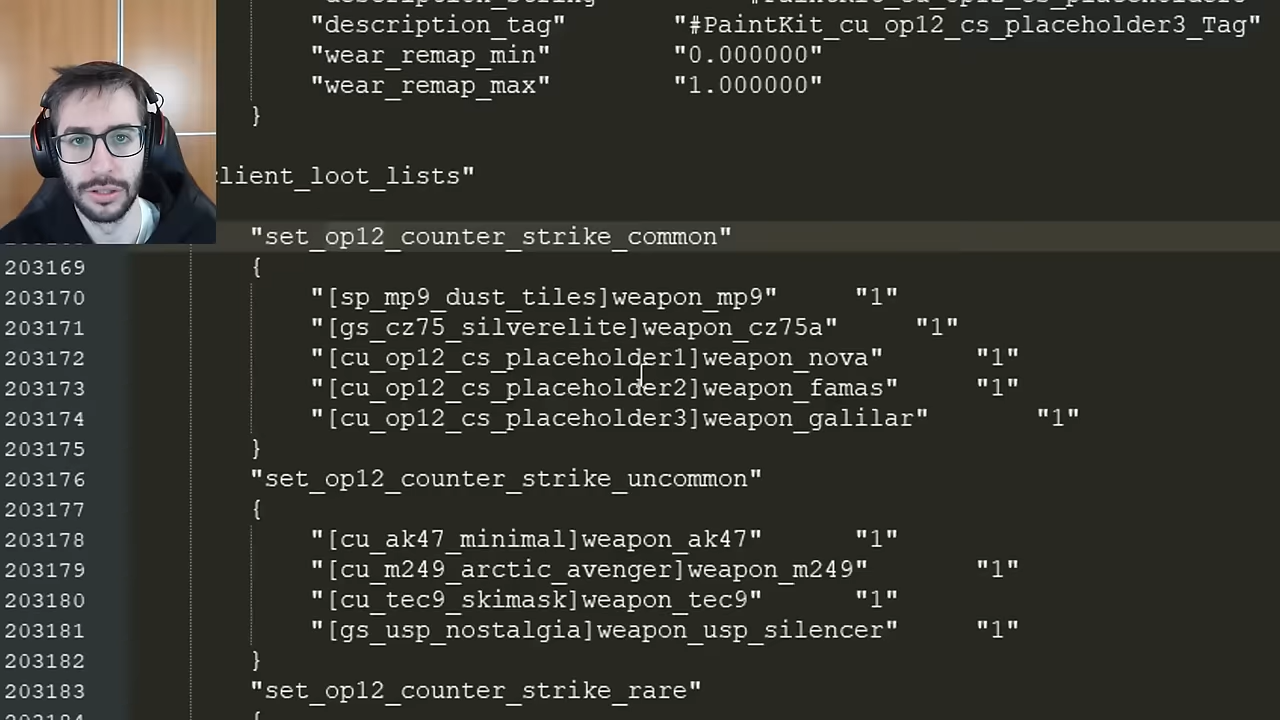 "description_tag" "#PaintKit_cu_op12_cs_placeholder3_Tag"
"wear_remap_min" "0.000000"
"wear_remap_max" "1.000000"
}
client_loot_lists"
"set_op12_counter_strike_common"
203169 {
203170 "[sp_mp9_dust_tiles]weapon_mp9" "1"
203171 "[gs_cz75_silverelite]weapon_cz75a" "1"
203172 "[cu_op12_cs_placeholder1]weapon_nova" "1"
203173 "[cu_op12_cs_placeholder2]weapon_famas" "1"
203174 "[cu_op12_cs_placeholder3]weapon_galilar" "1"
203175 }
203176 "set_op12_counter_strike_uncommon"
203177 {
203178 "[cu_ak47_minimal]weapon_ak47" "1"
203179 "[cu_m249_arctic_avenger]weapon_m249" "1"
203180 "[cu_tec9_skimask]weapon_tec9" "1"
203181 "[gs_usp_nostalgia]weapon_usp_silencer" "1"
203182 }
203183 "set_op12_counter_strike_rare"
203184 {